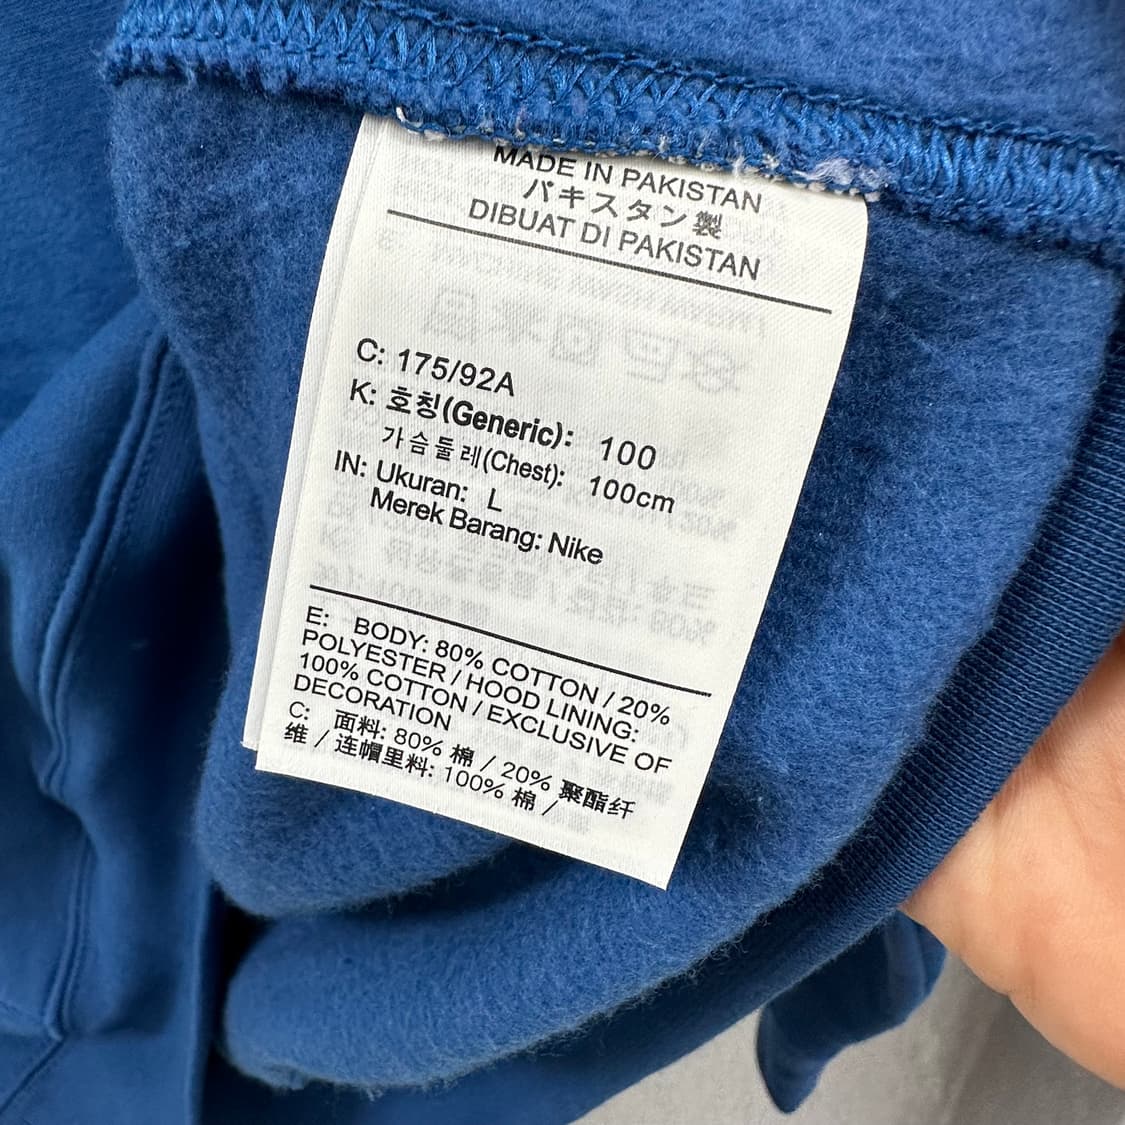 MADE IN PAKISTAN
パキスタン製
DIBUAT DI PAKISTAN
C: 175/92A
K: 호칭(Generic): 100
가슴둘레(Chest): 100cm
IN: Ukuran: L
Merek Barang: Nike
E: BODY: 80% COTTON / 20%
POLYESTER / HOOD LINING:
100% COTTON / EXCLUSIVE OF
DECORATION
C: 面料: 80% 棉 / 20% 聚酯纤
维 / 连帽里料: 100% 棉 /